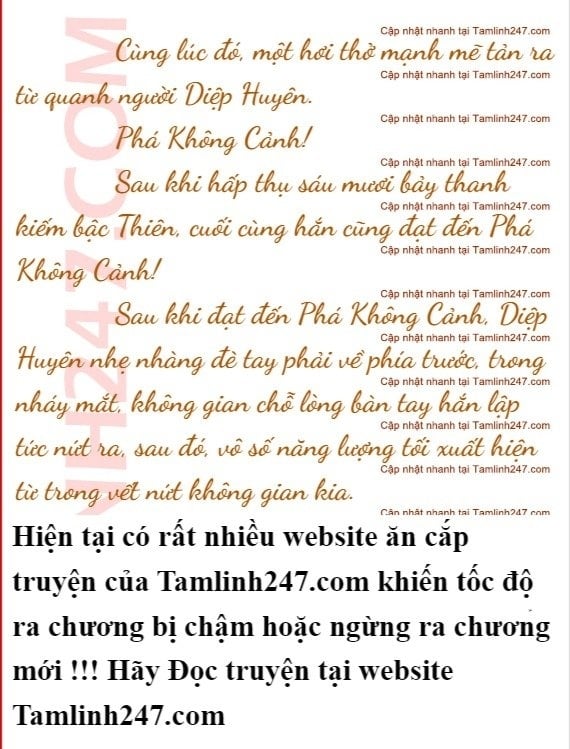 Cập nhật nhanh tại Tamlinh247.com
Cùng lúc đó, một hơi thở mạnh mẽ tản ra
Cập nhật nhanh tại Tamlinh247.com
từ quanh người Diệp Huyên.
Cập nhật nhanh tại Tamlinh247.com
Phá Không Cảnh!
Cập nhật nhanh tại Tamlinh247.com
Sau khi hấp thụ sáu mươi bảy thanh
Cập nhật nhanh tại Tamlinh247.com
kiếm bậc Thiên, cuối cùng hắn cũng đạt đến Phá
Cập nhật nhanh tại Tamlinh247.com
Không Cảnh!
Cập nhật nhanh tại Tamlinh247.com
Sau khi đạt đến Phá Không Cảnh, Diệp
Cập nhật nhanh tại Tamlinh247.com
Huyên nhẹ nhàng đè tay phải về phía trước, trong
Cập nhật nhanh tại Tamlinh247.com
nháy mắt, không gian chỗ lòng bàn tay hắn lập
Cập nhật nhanh tại Tamlinh247.com
tức nứt ra, sau đó, vô số năng lượng tối xuất hiện
Cập nhật nhanh tại Tamlinh247.com
từ trong vết nứt không gian kia.
Cập nhật nhanh tại Tamlinh247.com
NH247.COM
Hiện tại có rất nhiều website ăn cắp
truyện của Tamlinh247.com khiến tốc độ
ra chương bị chậm hoặc ngừng ra chương
mới !!! Hãy Đọc truyện tại website
Tamlinh247.com